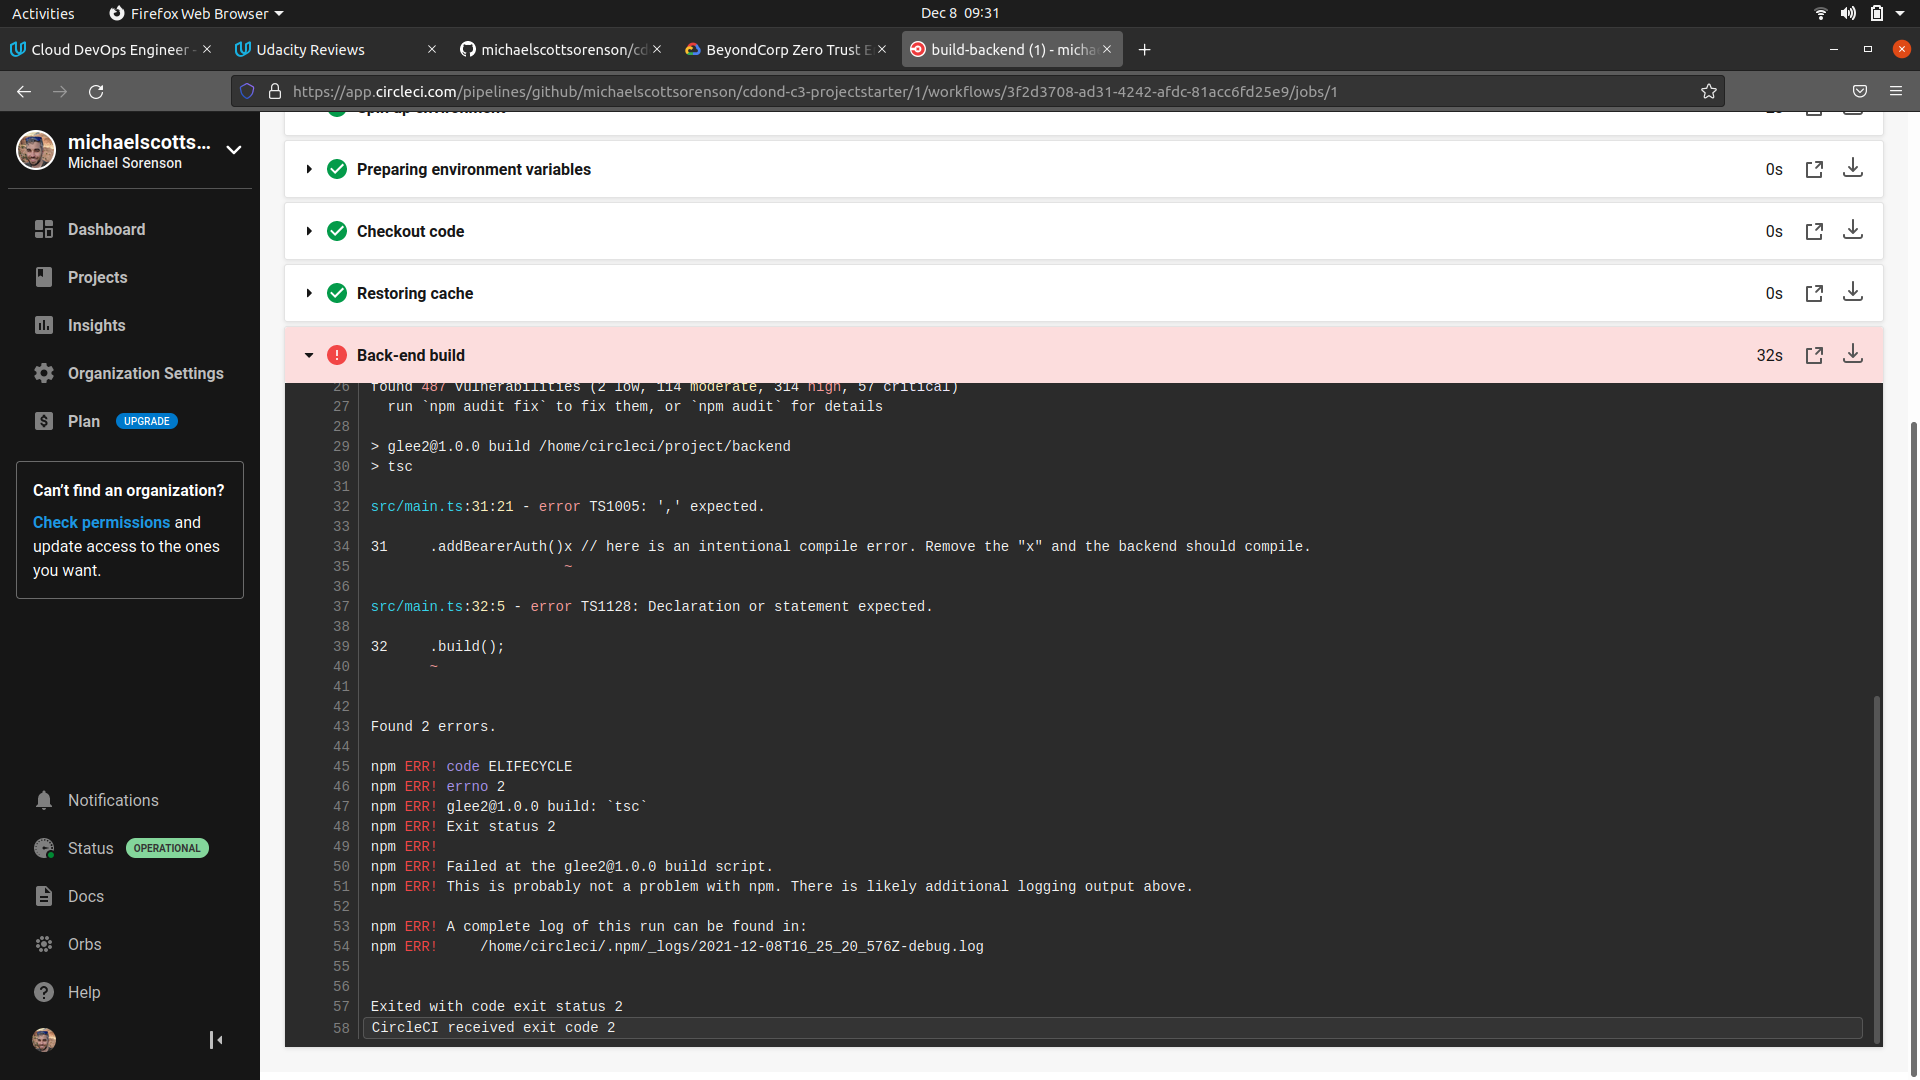 Activities
Firefox Web Browser
Dec 8 09:31
Cloud DevOps Engineer -
Udacity Reviews
michaelscottsorenson/cd
BeyondCorp Zero Trust E
build-backend (1) - micha
https://app.circleci.com/pipelines/github/michaelscottsorenson/cdond-c3-projectstarter/1/workflows/3f2d3708-ad31-4242-afdc-81acc6fd25e9/jobs/1
michaelscotts...
Michael Sorenson
Dashboard
Projects
Insights
Organization Settings
Plan UPGRADE
Can't find an organization?
Check permissions and
update access to the ones
you want.
Notifications
Status OPERATIONAL
Docs
Orbs
Help
Spin up environment
Preparing environment variables 0s
Checkout code 0s
Restoring cache 0s
Back-end build 32s
26 found 487 vulnerabilities (2 low, 114 moderate, 314 high, 57 critical)
27 run `npm audit fix` to fix them, or `npm audit` for details
28
29 > glee2@1.0.0 build /home/circleci/project/backend
30 > tsc
31
32 src/main.ts:31:21 - error TS1005: ',' expected.
33
34 31 .addBearerAuth()x // here is an intentional compile error. Remove the "x" and the backend should compile.
35 ~
36
37 src/main.ts:32:5 - error TS1128: Declaration or statement expected.
38
39 32 .build();
40 ~
41
42
43 Found 2 errors.
44
45 npm ERR! code ELIFECYCLE
46 npm ERR! errno 2
47 npm ERR! glee2@1.0.0 build: `tsc`
48 npm ERR! Exit status 2
49 npm ERR!
50 npm ERR! Failed at the glee2@1.0.0 build script.
51 npm ERR! This is probably not a problem with npm. There is likely additional logging output above.
52
53 npm ERR! A complete log of this run can be found in:
54 npm ERR! /home/circleci/.npm/_logs/2021-12-08T16_25_20_576Z-debug.log
55
56
57 Exited with code exit status 2
58 CircleCI received exit code 2